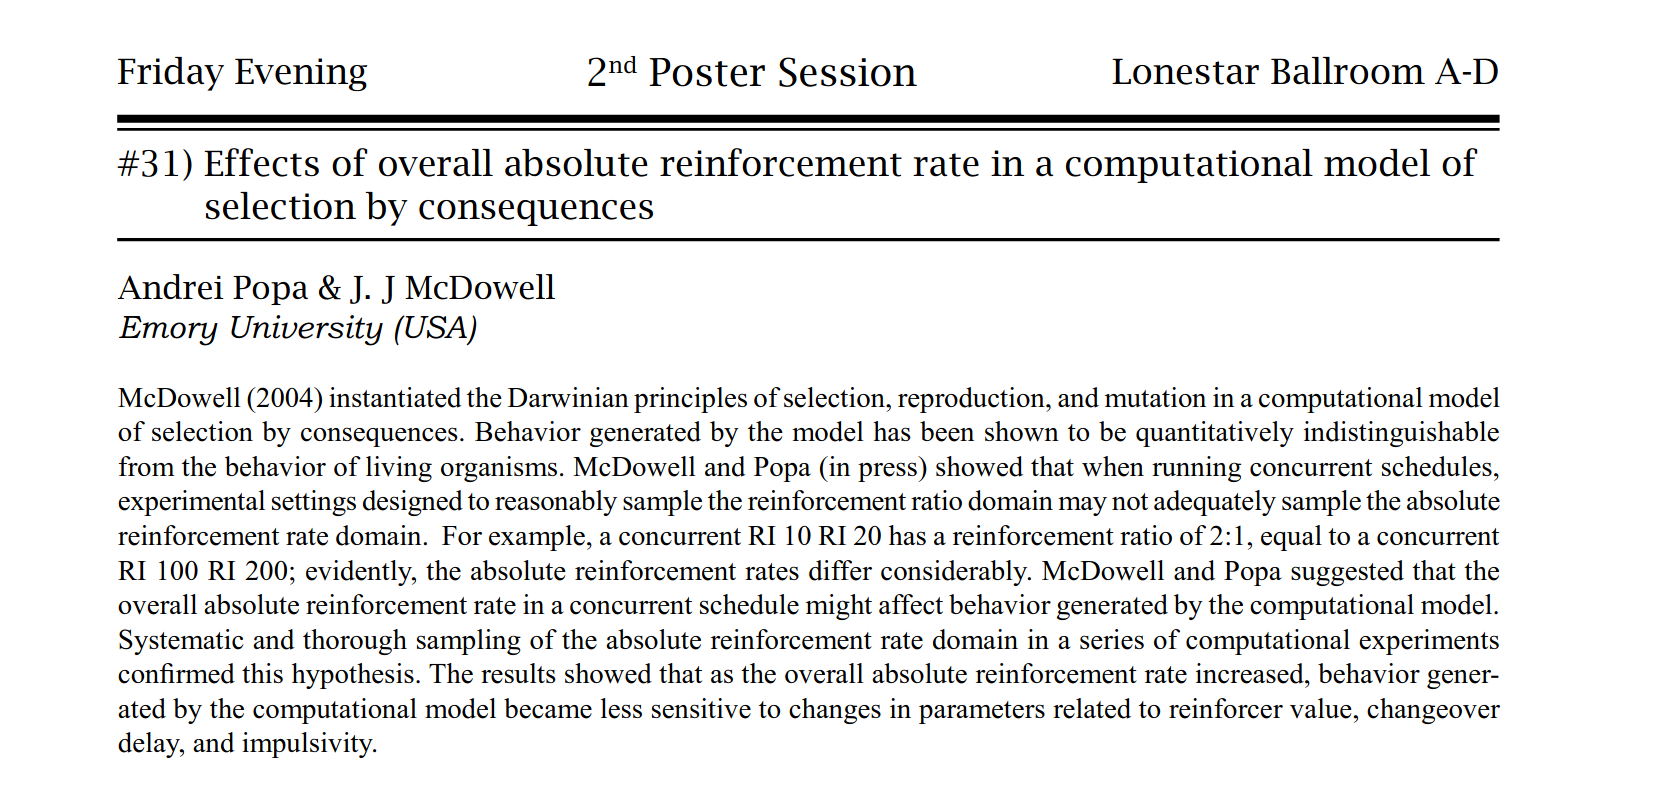 Friday Evening 2nd Poster Session Lonestar Ballroom A-D
#31) Effects of overall absolute reinforcement rate in a computational model of
selection by consequences
Andrei Popa & J. J McDowell
Emory University (USA)
McDowell (2004) instantiated the Darwinian principles of selection, reproduction, and mutation in a computational model
of selection by consequences. Behavior generated by the model has been shown to be quantitatively indistinguishable
from the behavior of living organisms. McDowell and Popa (in press) showed that when running concurrent schedules,
experimental settings designed to reasonably sample the reinforcement ratio domain may not adequately sample the absolute
reinforcement rate domain.  For example, a concurrent RI 10 RI 20 has a reinforcement ratio of 2:1, equal to a concurrent
RI 100 RI 200; evidently, the absolute reinforcement rates differ considerably. McDowell and Popa suggested that the
overall absolute reinforcement rate in a concurrent schedule might affect behavior generated by the computational model.
Systematic and thorough sampling of the absolute reinforcement rate domain in a series of computational experiments
confirmed this hypothesis. The results showed that as the overall absolute reinforcement rate increased, behavior gener-
ated by the computational model became less sensitive to changes in parameters related to reinforcer value, changeover
delay, and impulsivity.